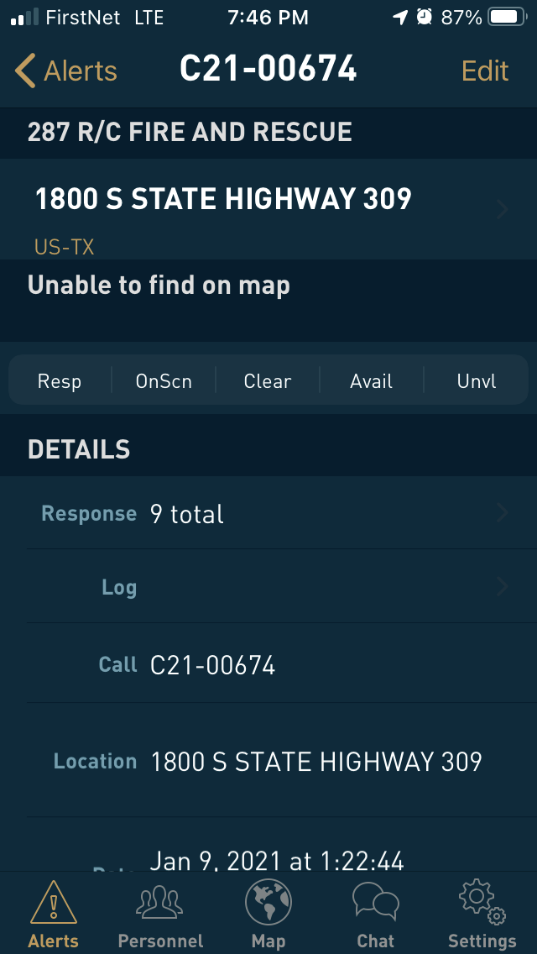 FirstNet LTE 7:46 PM 87%
Alerts C21-00674 Edit
287 R/C FIRE AND RESCUE
1800 S STATE HIGHWAY 309
US-TX
Unable to find on map
Resp OnScn Clear Avail Unvl
DETAILS
Response 9 total
Log
Call C21-00674
Location 1800 S STATE HIGHWAY 309
Jan 9, 2021 at 1:22:44
Alerts Personnel Map Chat Settings